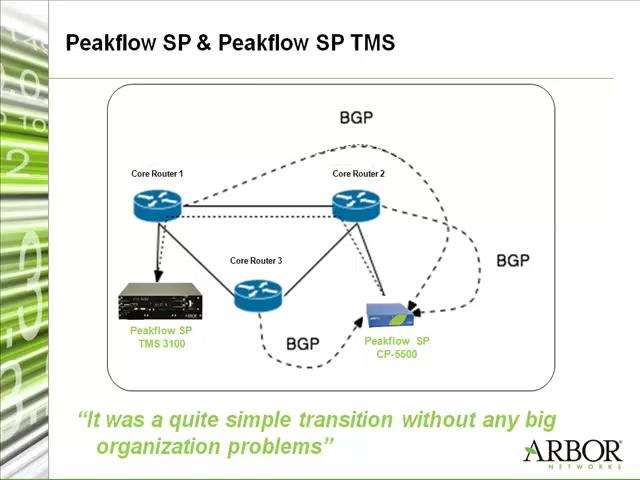 Peakflow SP & Peakflow SP TMS
BGP
Core Router 1
Core Router 2
Core Router 3
BGP
Peakflow SP
TMS 3100
BGP
Peakflow SP
CP-5500
“It was a quite simple transition without any big
organization problems”
ARBOR
NETWORKS